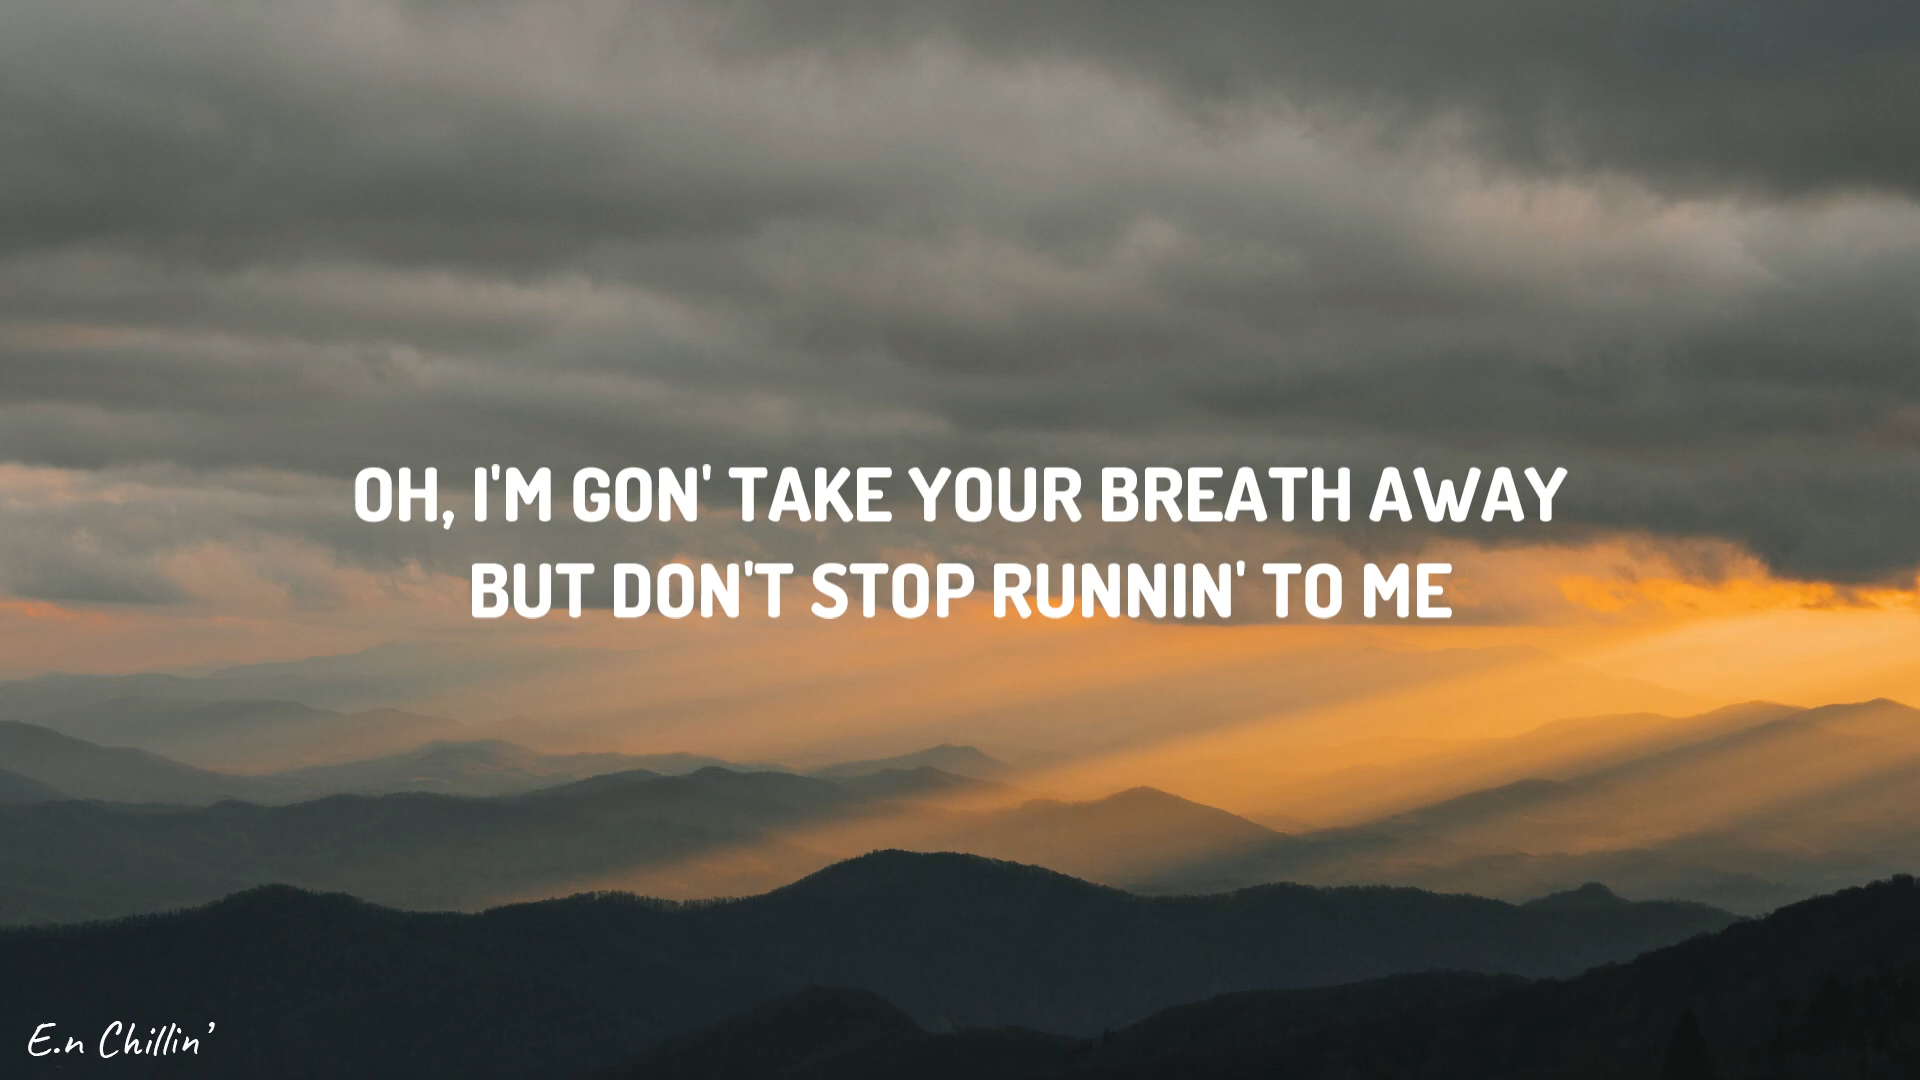 OH, I'M GON' TAKE YOUR BREATH AWAY
BUT DON'T STOP RUNNIN' TO ME
E.n Chillin'